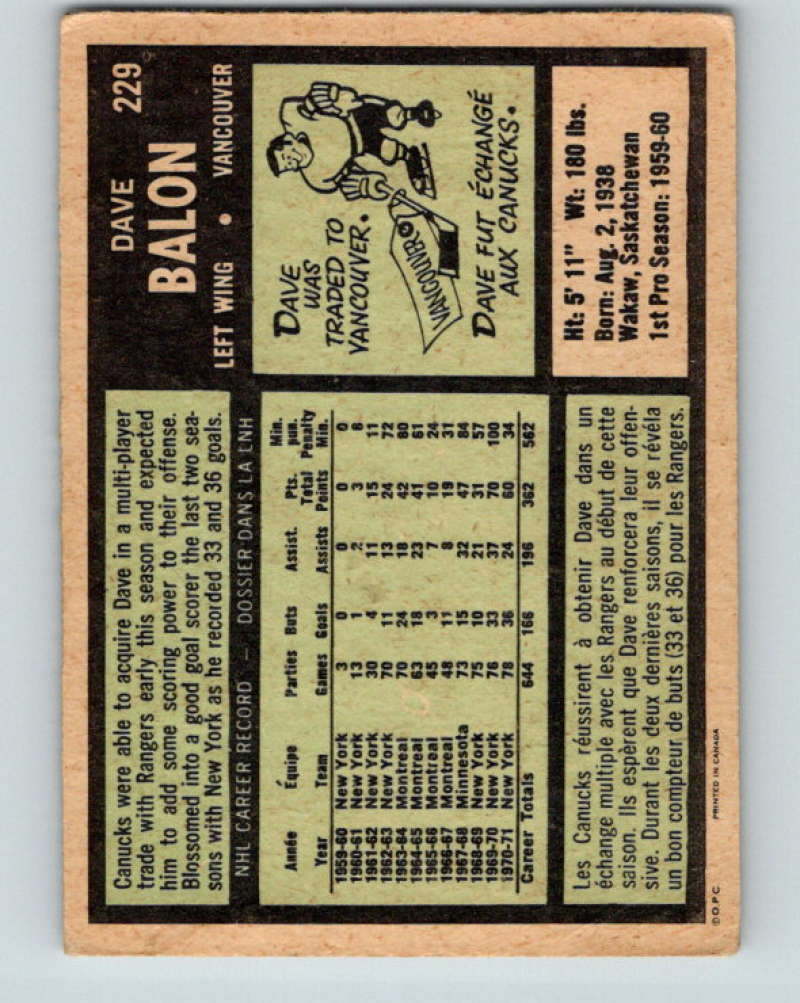 DAVE 229
BALON
LEFT WING • VANCOUVER
Canucks were able to acquire Dave in a multi-player
trade with Rangers early this season and expected
him to add some scoring power to their offense.
Blossomed into a good goal scorer the last two sea-
sons with New York as he recorded 33 and 36 goals.
DAVE
WAS
TRADED TO
VANCOUVER.
VANCOUVER
DAVE FUT ÉCHANGÉ
AUX CANUCKS.
Ht: 5' 11" Wt: 180 lbs.
Born: Aug. 2, 1938
Wakaw, Saskatchewan
1st Pro Season: 1959-60
NHL CAREER RECORD — DOSSIER DANS LA LNH
Année Équipe Parties Buts Assist. Pts. Total Min. pun.
Year Team Games Goals Assists Points Penalty Min.
1959-60 New York 3 0 0 0 0
1960-61 New York 13 1 2 3 8
1961-62 New York 30 4 11 15 11
1962-63 New York 70 11 13 24 72
1963-64 Montreal 70 24 18 42 80
1964-65 Montreal 63 18 23 41 61
1965-66 Montreal 45 3 7 10 24
1966-67 Montreal 48 11 8 19 31
1967-68 Minnesota 73 15 32 47 84
1968-69 New York 75 10 21 31 57
1969-70 New York 76 33 37 70 100
1970-71 New York 78 36 24 60 34
Career Totals 644 166 196 362 562
Les Canucks réussirent à obtenir Dave dans un
échange multiple avec les Rangers au début de cette
saison. Ils espèrent que Dave renforcera leur offen-
sive. Durant les deux dernières saisons, il se révéla
un bon compteur de buts (33 et 36) pour les Rangers.
©O.P.C. PRINTED IN CANADA